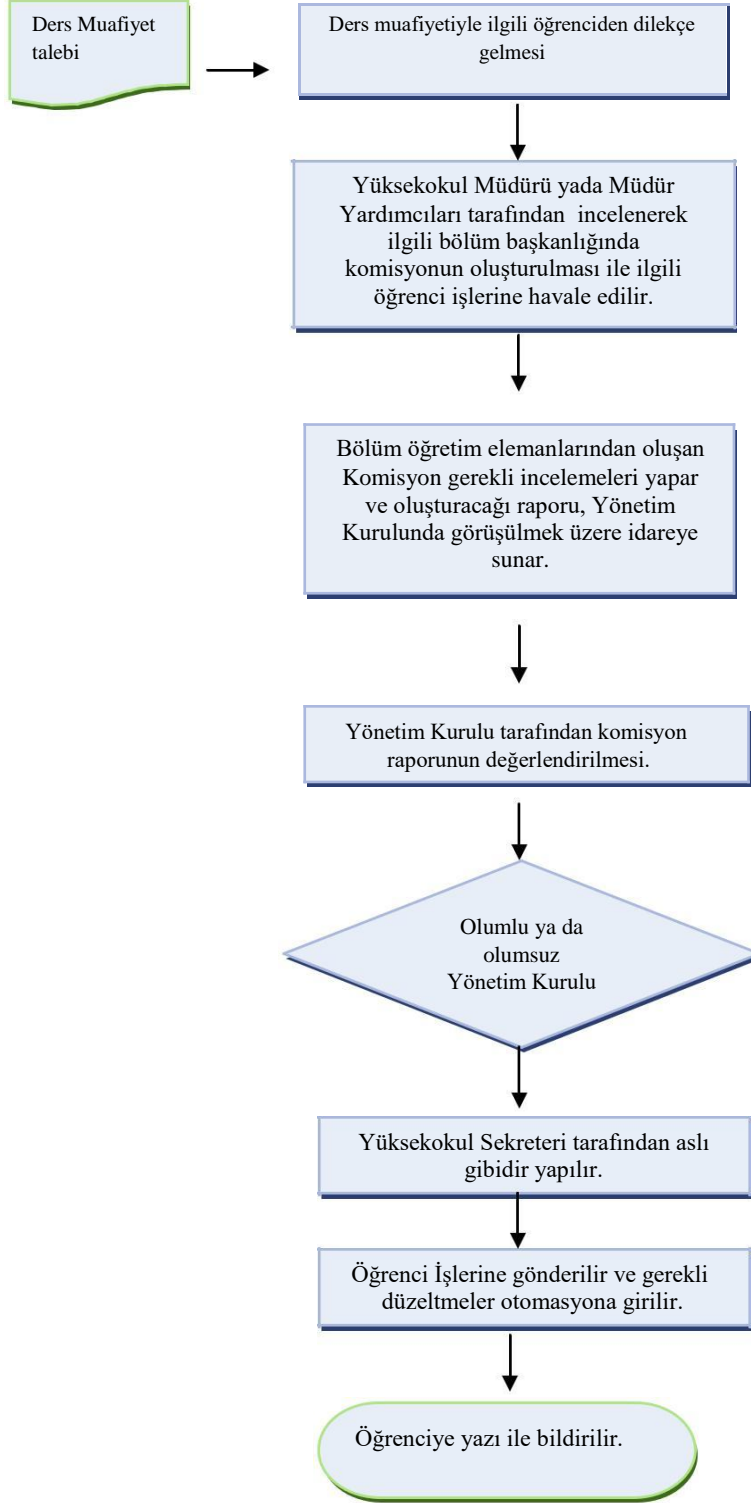 Ders Muafiyet
talebi
Ders muafiyetiyle ilgili öğrenciden dilekçe
gelmesi
Yüksekokul Müdürü yada Müdür
Yardımcıları tarafından incelenerek
ilgili bölüm başkanlığında
komisyonun oluşturulması ile ilgili
öğrenci işlerine havale edilir.
Bölüm öğretim elemanlarından oluşan
Komisyon gerekli incelemeleri yapar
ve oluşturacağı raporu, Yönetim
Kurulunda görüşülmek üzere idareye
sunar.
Yönetim Kurulu tarafından komisyon
raporunun değerlendirilmesi.
Olumlu ya da
olumsuz
Yönetim Kurulu
Yüksekokul Sekreteri tarafından aslı
gibidir yapılır.
Öğrenci İşlerine gönderilir ve gerekli
düzeltmeler otomasyona girilir.
Öğrenciye yazı ile bildirilir.